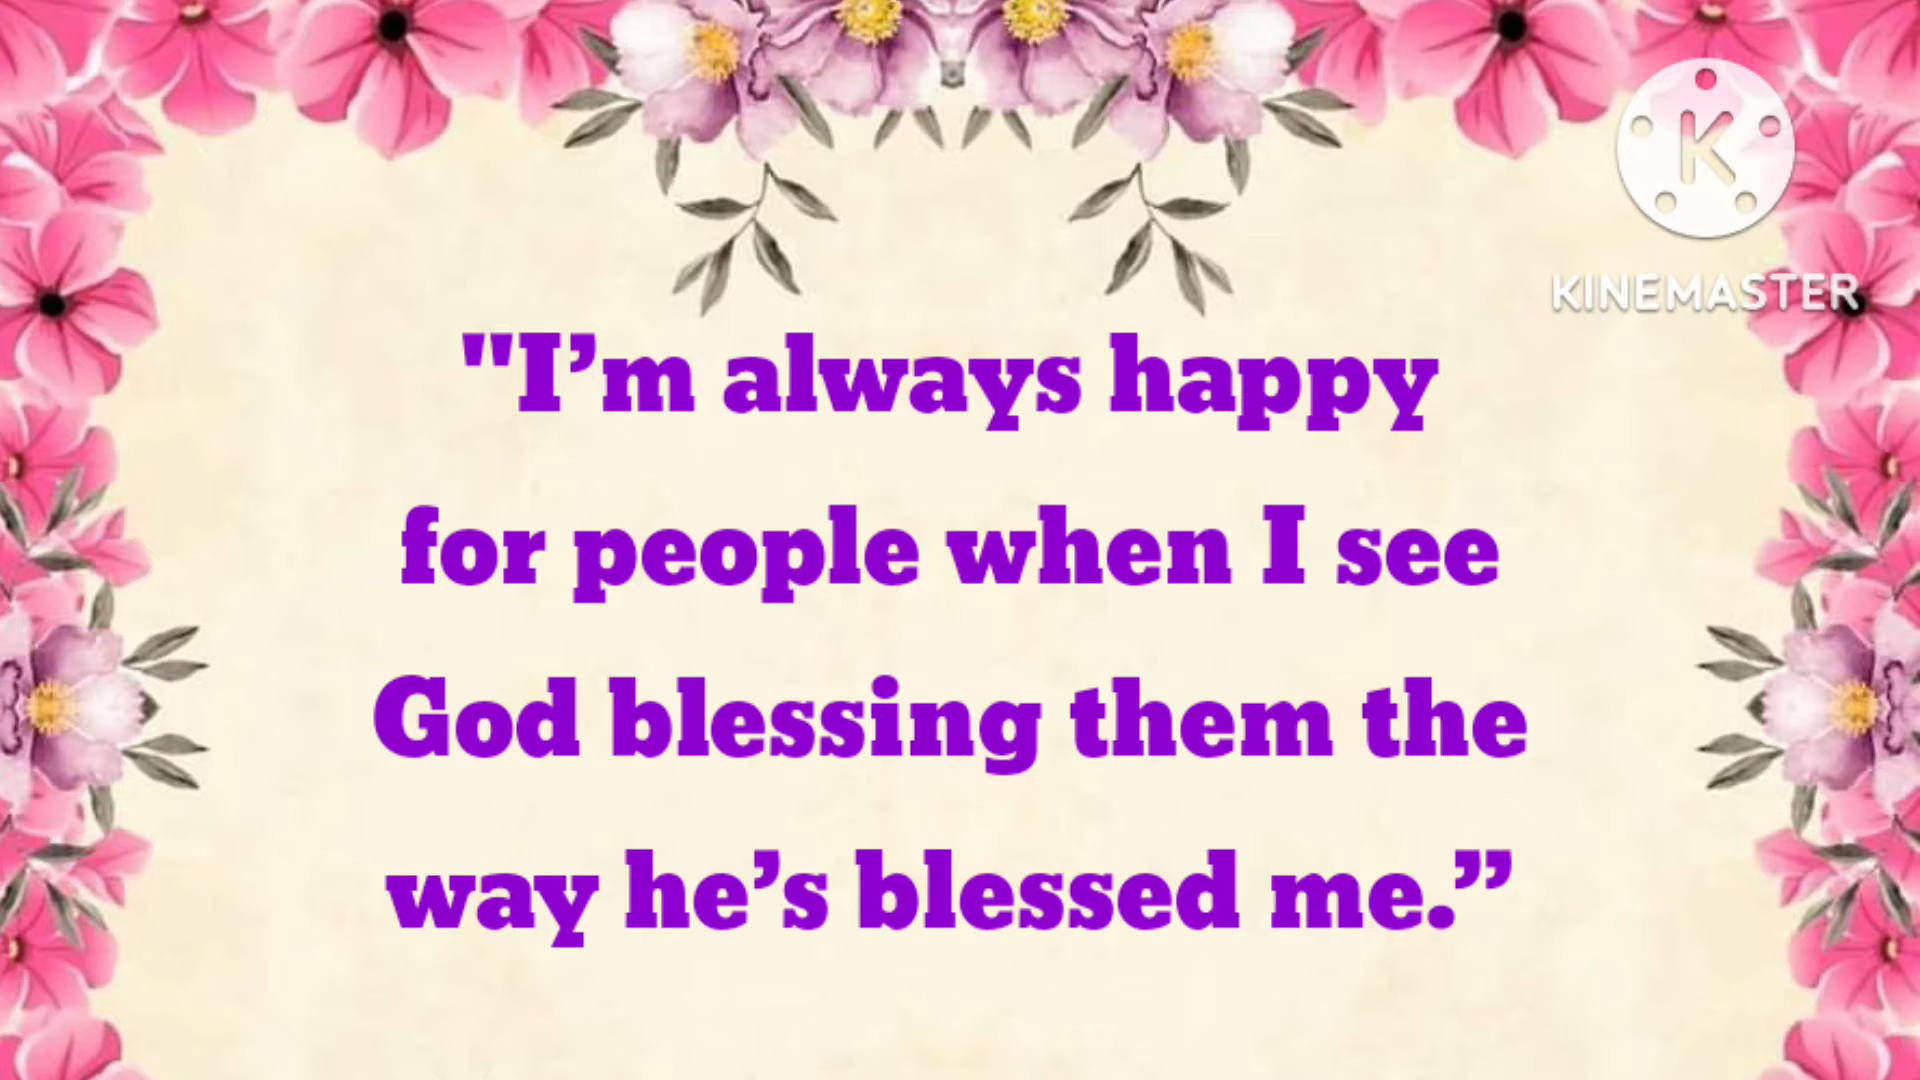 KINEMASTER
"I’m always happy
for people when I see
God blessing them the
way he’s blessed me.”